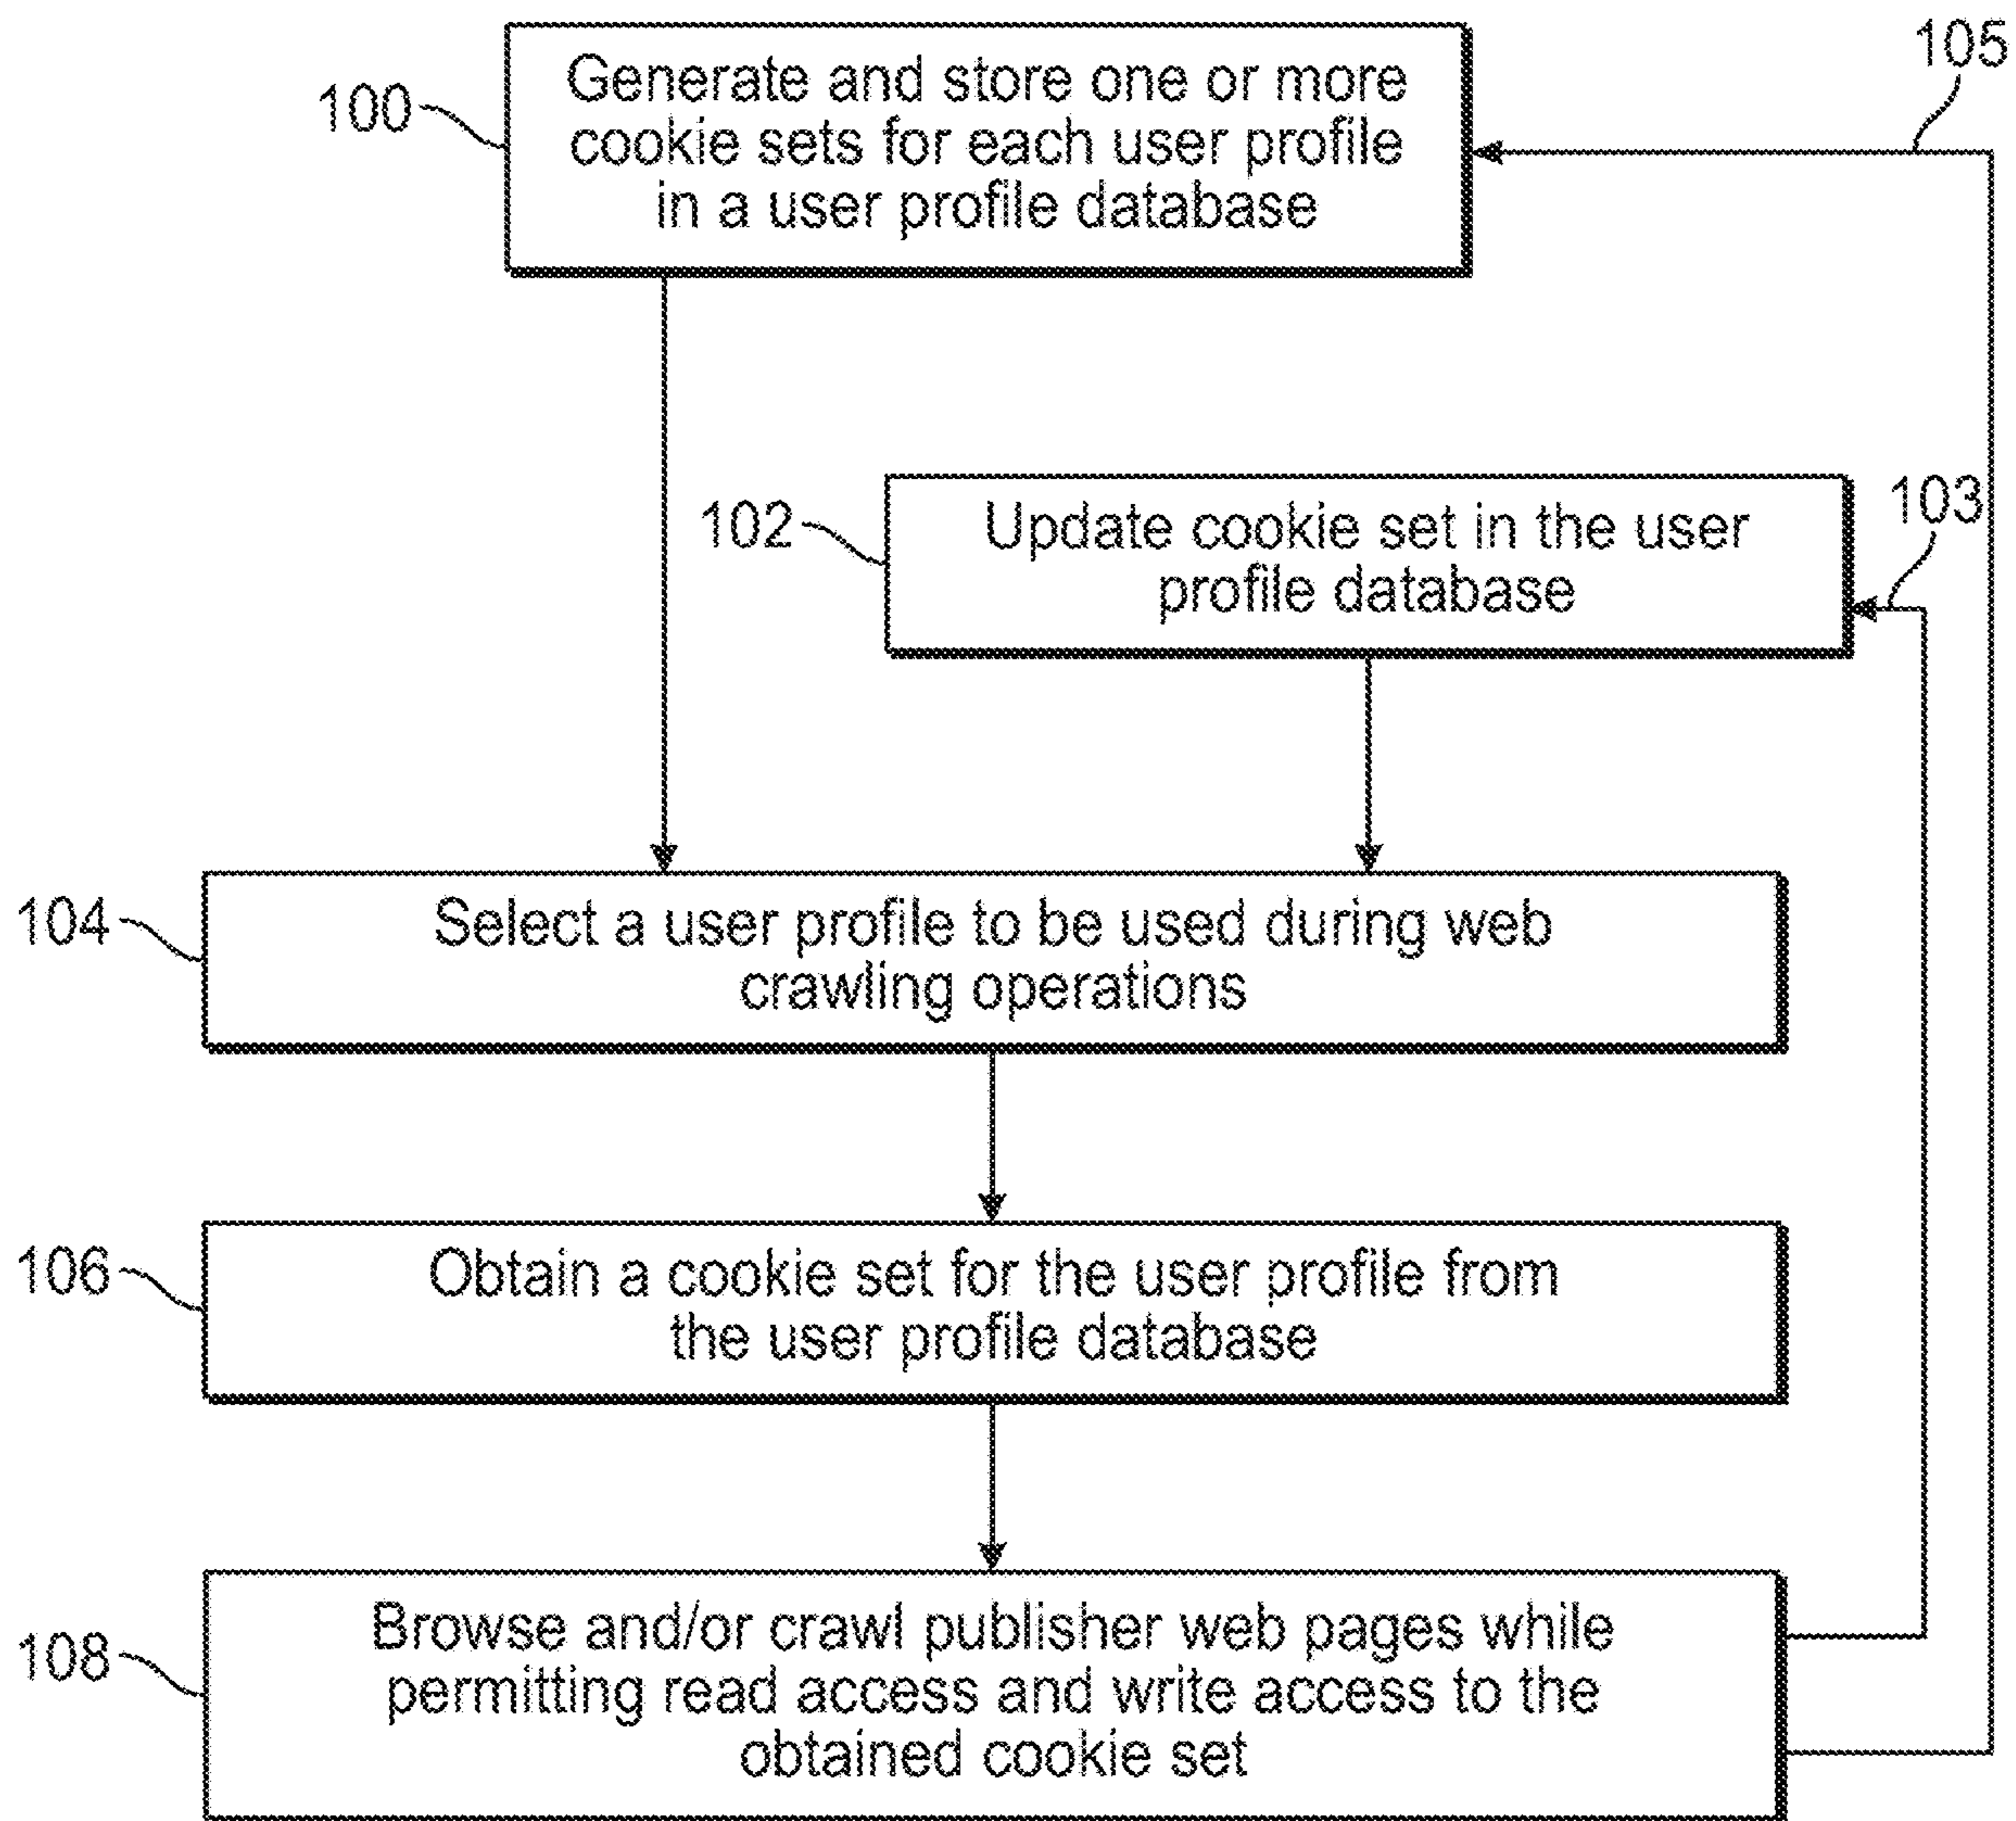 105
100
Generate and store one or more
cookie sets for each user profile
in a user profile database
102
Update cookie set in the user
profile database
103
104
Select a user profile to be used during web
crawling operations
106
Obtain a cookie set for the user profile from
the user profile database
108
Browse and/or crawl publisher web pages while
permitting read access and write access to the
obtained cookie set